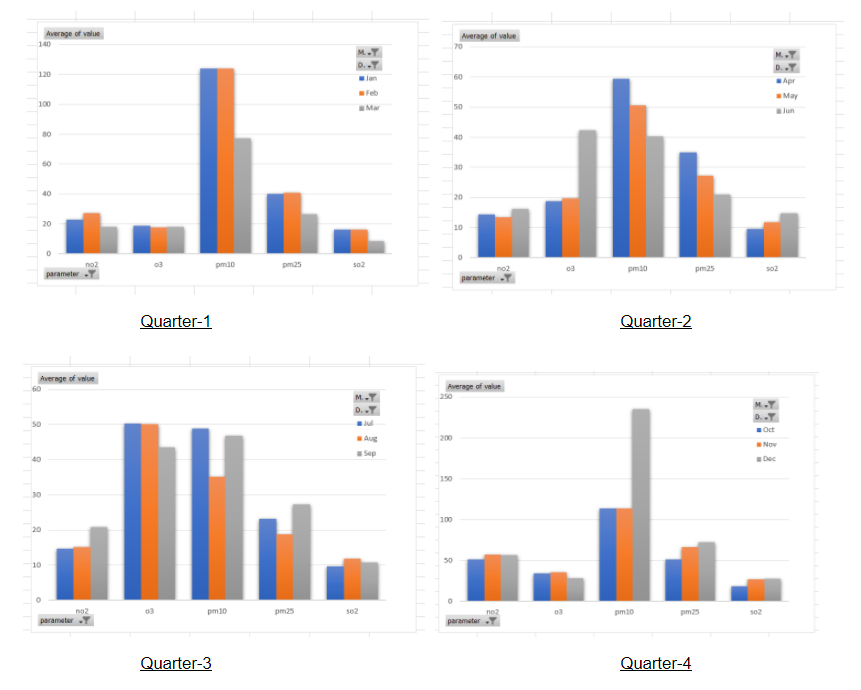 Average of value
140
120
100
80
60
40
20
0
M..
D..
Jan
Feb
Mar
no2 o3 pm10 pm25 so2
parameter
Quarter-1
Average of value
70
60
50
40
30
20
10
0
M..
D..
Apr
May
Jun
no2 o3 pm10 pm25 so2
parameter
Quarter-2
Average of value
60
50
40
30
20
10
0
M..
D..
Jul
Aug
Sep
no2 o3 pm10 pm25 so2
parameter
Quarter-3
Average of value
250
200
150
100
50
0
M..
D..
Oct
Nov
Dec
no2 o3 pm10 pm25 so2
parameter
Quarter-4